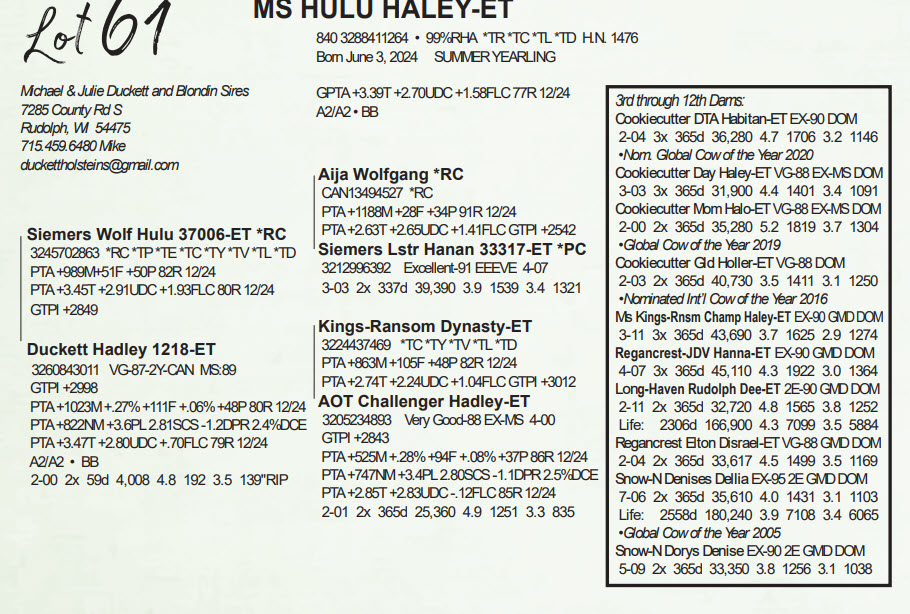 Lot 61
MS HULU HALEY-ET
840 3288411264 • 99%RHA *TR *TC *TL *TD H.N. 1476
Born June 3, 2024 SUMMER YEARLING
GPTA +3.39T +2.70UDC +1.58FLC 77R 12/24
A2/A2 • BB
Michael & Julie Duckett and Blondin Sires
7285 County Rd S
Rudolph, WI 54475
715.459.6480 Mike
duckettholsteins@gmail.com
Siemers Wolf Hulu 37006-ET *RC
3245702863 *RC *TP *TE *TC *TY *TV *TL *TD
PTA +989M+51F +50P 82R 12/24
PTA +3.45T +2.91UDC +1.93FLC 80R 12/24
GTPI +2849
Duckett Hadley 1218-ET
3260843011 VG-87-2Y-CAN MS:89
GTPI +2998
PTA +1023M +.27% +111F +.06% +48P 80R 12/24
PTA +822NM +3.6PL 2.81SCS -1.2DPR 2.4%DCE
PTA +3.47T +2.80UDC +.70FLC 79R 12/24
A2/A2 • BB
2-00 2x 59d 4,008 4.8 192 3.5 139"RIP
Aija Wolfgang *RC
CAN13494527 *RC
PTA +1188M +28F +34P 91R 12/24
PTA +2.63T +2.65UDC +1.41FLC GTPI +2542
Siemers Lstr Hanan 33317-ET *PC
3212996392 Excellent-91 EEEVE 4-07
3-03 2x 337d 39,390 3.9 1539 3.4 1321
Kings-Ransom Dynasty-ET
3224437469 *TC *TY *TV *TL *TD
PTA +863M +105F +48P 82R 12/24
PTA +2.74T +2.24UDC +1.04FLC GTPI +3012
AOT Challenger Hadley-ET
3205234893 Very Good-88 EX-MS 4-00
GTPI +2843
PTA +525M +.28% +94F +.08% +37P 86R 12/24
PTA +747NM +3.4PL 2.80SCS -1.1DPR 2.5%DCE
PTA +2.85T +2.83UDC -.12FLC 85R 12/24
2-01 2x 365d 25,360 4.9 1251 3.3 835
3rd through 12th Dams:
Cookiecutter DTA Habitan-ET EX-90 DOM
2-04 3x 365d 36,280 4.7 1706 3.2 1146
•Nom. Global Cow of the Year 2020
Cookiecutter Day Haley-ET VG-88 EX-MS DOM
3-03 3x 365d 31,900 4.4 1401 3.4 1091
Cookiecutter Mom Halo-ET VG-88 EX-MS DOM
2-00 2x 365d 35,280 5.2 1819 3.7 1304
•Global Cow of the Year 2019
Cookiecutter Gld Holler-ET VG-88 DOM
2-03 2x 365d 40,730 3.5 1411 3.1 1250
•Nominated Int'l Cow of the Year 2016
Ms Kings-Rnsm Champ Haley-ET EX-90 GMD DOM
3-11 3x 365d 43,690 3.7 1625 2.9 1274
Regancrest-JDV Hanna-ET EX-90 GMD DOM
4-07 3x 365d 45,110 4.3 1922 3.0 1364
Long-Haven Rudolph Dee-ET 2E-90 GMD DOM
2-11 2x 365d 32,720 4.8 1565 3.8 1252
Life: 2306d 166,900 4.3 7099 3.5 5884
Regancrest Elton Disrael-ET VG-88 GMD DOM
2-04 2x 365d 33,617 4.5 1499 3.5 1169
Snow-N Denises Dellia EX-95 2E GMD DOM
7-06 2x 365d 35,610 4.0 1431 3.1 1103
Life: 2558d 180,240 3.9 7108 3.4 6065
•Global Cow of the Year 2005
Snow-N Dorys Denise EX-90 2E GMD DOM
5-09 2x 365d 33,350 3.8 1256 3.1 1038